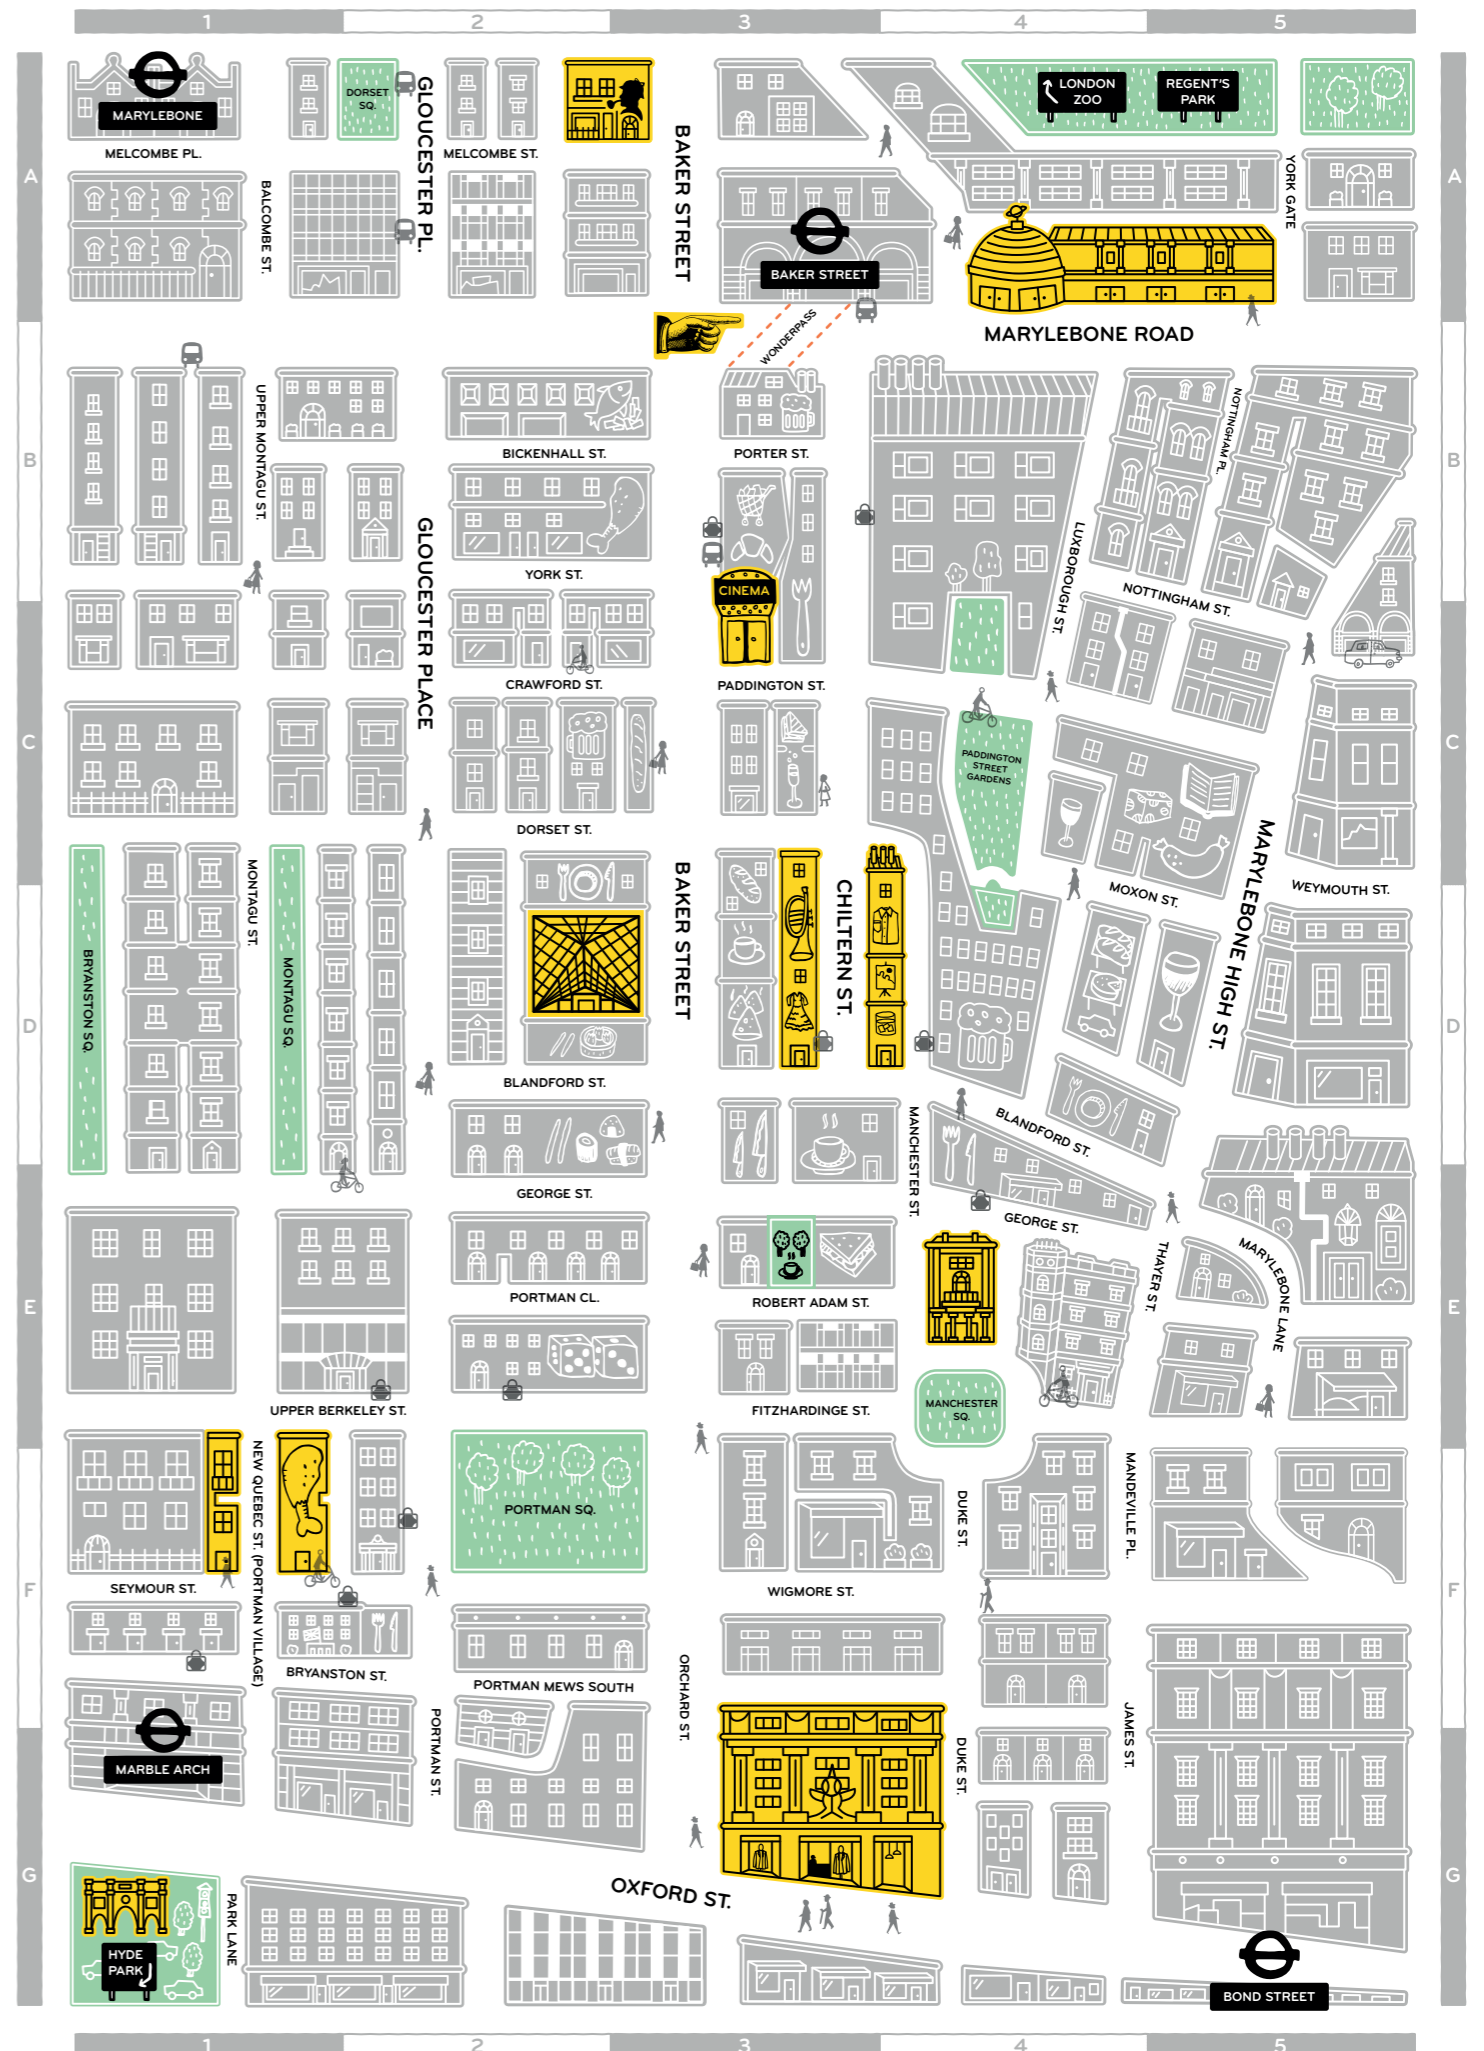 1 2 3 4 5
A
MARYLEBONE
DORSET
SQ.
LONDON
ZOO
REGENT'S
PARK
MELCOMBE PL.
MELCOMBE ST.
GLOUCESTER PL.
BAKER STREET
BALCOMBE ST.
YORK GATE
A
BAKER STREET
WONDERPASS
MARYLEBONE ROAD
B
UPPER MONTAGU ST.
BICKENHALL ST.
PORTER ST.
NOTTINGHAM PL.
B
GLOUCESTER PLACE
YORK ST.
CINEMA
LUXBOROUGH ST.
NOTTINGHAM ST.
CRAWFORD ST.
PADDINGTON ST.
C
PADDINGTON
STREET
GARDENS
C
DORSET ST.
MONTAGU ST.
BAKER STREET
CHILTERN ST.
MOXON ST.
MARYLEBONE HIGH ST.
WEYMOUTH ST.
BRYANSTON SQ.
MONTAGU SQ.
D
D
BLANDFORD ST.
MANCHESTER ST.
BLANDFORD ST.
GEORGE ST.
GEORGE ST.
THAYER ST.
MARYLEBONE LANE
E
PORTMAN CL.
ROBERT ADAM ST.
E
UPPER BERKELEY ST.
FITZHARDINGE ST.
MANCHESTER
SQ.
NEW QUEBEC ST. (PORTMAN VILLAGE)
PORTMAN SQ.
DUKE ST.
MANDEVILLE PL.
F
SEYMOUR ST.
WIGMORE ST.
F
BRYANSTON ST.
PORTMAN MEWS SOUTH
ORCHARD ST.
MARBLE ARCH
PORTMAN ST.
DUKE ST.
JAMES ST.
G
OXFORD ST.
G
PARK LANE
HYDE
PARK
BOND STREET
1 2 3 4 5